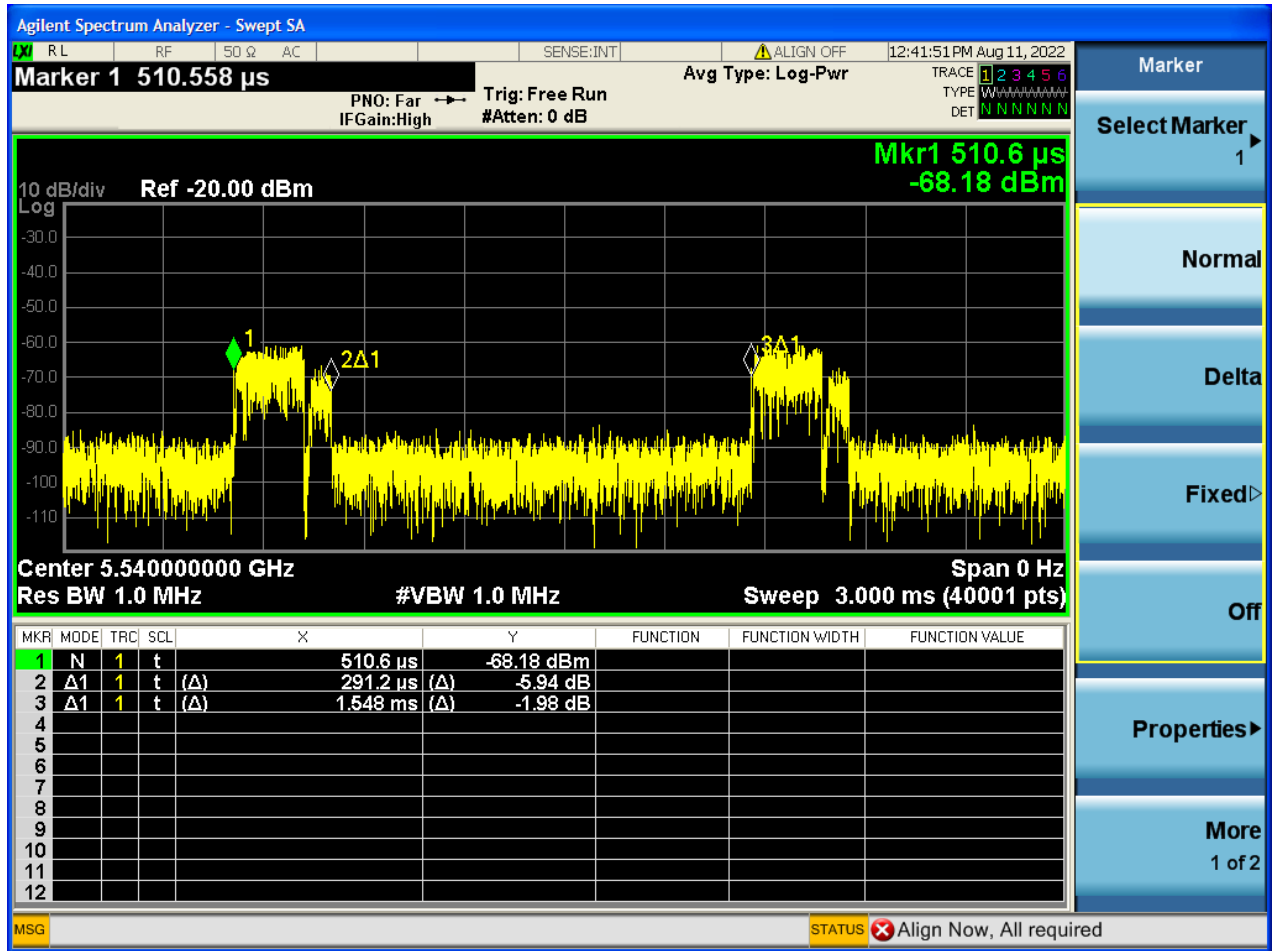 Agilent Spectrum Analyzer - Swept SA
LXI RL RF 50 Ω AC SENSE:INT ALIGN OFF 12:41:51 PM Aug 11, 2022
Marker 1 510.558 µs
PNO: Far
IFGain:High
Trig: Free Run
#Atten: 0 dB
Avg Type: Log-Pwr
TRACE 1 2 3 4 5 6
TYPE W
DET N N N N N N
Mkr1 510.6 µs
-68.18 dBm
10 dB/div Ref -20.00 dBm
Log
-30.0
-40.0
-50.0
-60.0
-70.0
-80.0
-90.0
-100
-110
1
2Δ1
3Δ1
Center 5.540000000 GHz Span 0 Hz
Res BW 1.0 MHz #VBW 1.0 MHz Sweep 3.000 ms (40001 pts)
MKR MODE TRC SCL X Y FUNCTION FUNCTION WIDTH FUNCTION VALUE
1 N 1 t 510.6 µs -68.18 dBm
2 Δ1 1 t (Δ) 291.2 µs (Δ) -5.94 dB
3 Δ1 1 t (Δ) 1.548 ms (Δ) -1.98 dB
4
5
6
7
8
9
10
11
12
Marker
Select Marker
1
Normal
Delta
Fixed
Off
Properties
More
1 of 2
MSG STATUS Align Now, All required